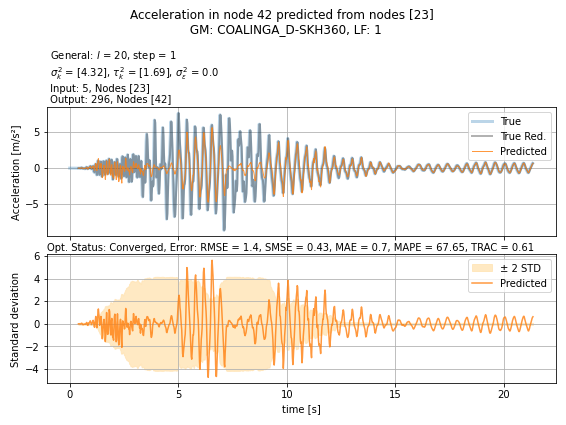 Acceleration in node 42 predicted from nodes [23]
GM: COALINGA_D-SKH360, LF: 1
General: l = 20, step = 1
σ²ₖ = [4.32], τ²ₖ = [1.69], σ²ₑ = 0.0
Input: 5, Nodes [23]
Output: 296, Nodes [42]
Acceleration [m/s²]
5
0
−5
True
True Red.
Predicted
Opt. Status: Converged, Error: RMSE = 1.4, SMSE = 0.43, MAE = 0.7, MAPE = 67.65, TRAC = 0.61
Standard deviation
6
4
2
0
−2
−4
± 2 STD
Predicted
0
5
10
15
20
time [s]